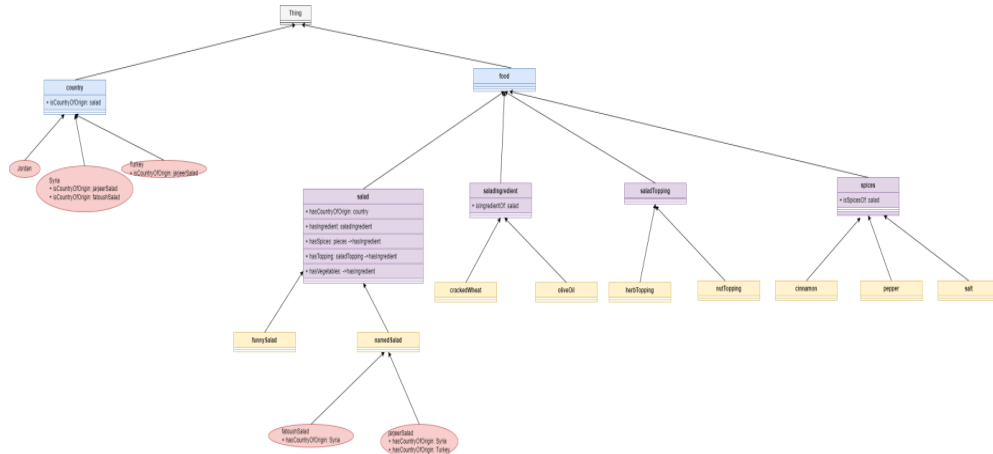 Thing
country
+ isCountryOfOrigin: salad
food
Jordan
Syria
+ isCountryOfOrigin: jarjeerSalad
+ isCountryOfOrigin: fatoushSalad
Turkey
+ isCountryOfOrigin: jarjeerSalad
salad
+ hasCountryOfOrigin: country
+ hasIngredient: saladIngredient
+ hasSpices: pieces ->hasIngredient
+ hasTopping: saladTopping ->hasIngredient
+ hasVegetables: ->hasIngredient
saladIngredient
+ isIngredientOf: salad
saladTopping
spices
+ isSpicesOf: salad
crackedWheat
oliveOil
herbTopping
nutTopping
cinnamon
pepper
salt
funnySalad
namedSalad
fatoushSalad
+ hasCountryOfOrigin: Syria
jarjeerSalad
+ hasCountryOfOrigin: Syria
+ hasCountryOfOrigin: Turkey